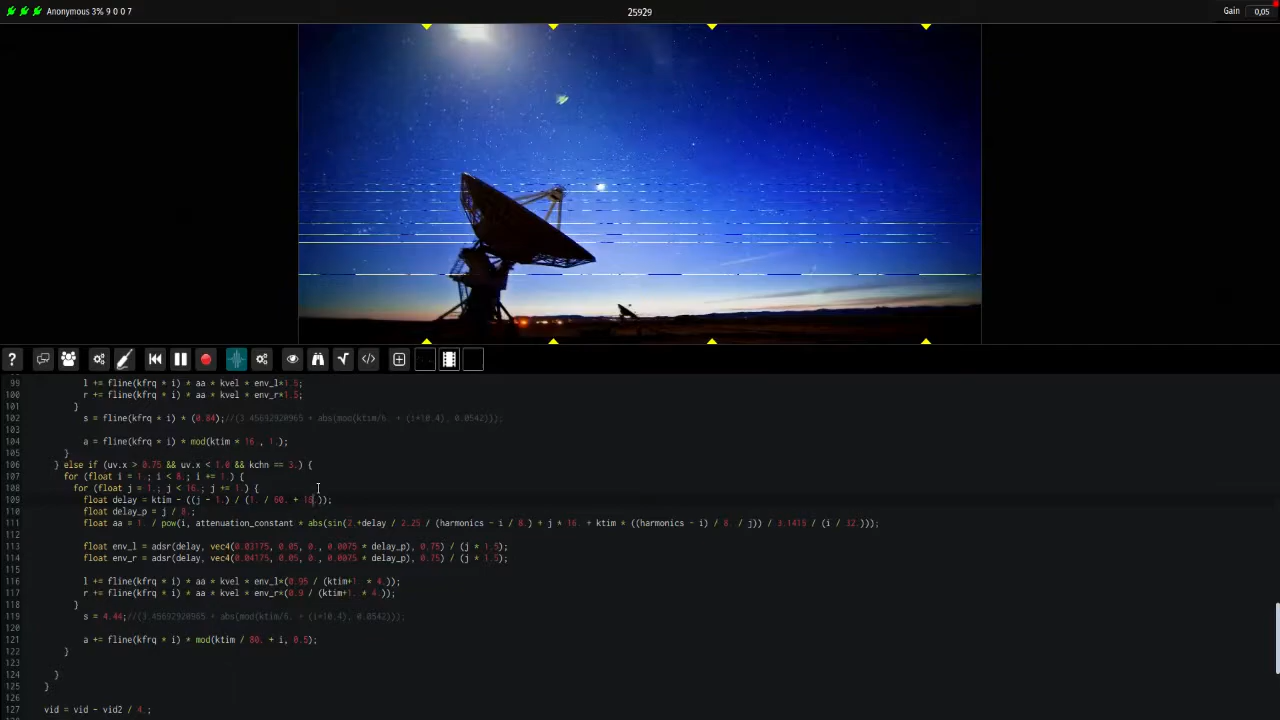 Anonymous 3% 9 0 0 7
25929
Gain 0,05
99 l += fline(kfrq * i) * aa * kvel * env_l*1.5;
100 r += fline(kfrq * i) * aa * kvel * env_r*1.5;
101 }
102 s = fline(kfrq * i) * (0.84);//(3.45692920965 + abs(mod(ktim/6. + (i+10.4), 0.0542)));
103
104 a = fline(kfrq * i) * mod(ktim * 16., 1.);
105 }
106 } else if (uv.x > 0.75 && uv.x < 1.0 && kchn == 3.) {
107 for (float i = 1.; i < 8.; i += 1.) {
108 for (float j = 1.; j < 16.; j += 1.) {
109 float delay = ktim - ((j - 1.) / (1. / 60. + 18.));
110 float delay_p = j / 8.;
111 float aa = 1. / pow(i, attenuation_constant * abs(sin(2.+delay / 2.25 / (harmonics - i / 8.) + j * 16. + ktim * ((harmonics - i) / 8. / j)) / 3.1415 / (i / 32.)));
112
113 float env_l = adsr(delay, vec4(0.03175, 0.05, 0., 0.0075 * delay_p), 0.75) / (j * 1.5);
114 float env_r = adsr(delay, vec4(0.04175, 0.05, 0., 0.0075 * delay_p), 0.75) / (j * 1.5);
115
116 l += fline(kfrq * i) * aa * kvel * env_l*(0.95 / (ktim+1. * 4.));
117 r += fline(kfrq * i) * aa * kvel * env_r*(0.9 / (ktim+1. * 4.));
118 }
119 s = 4.44;//(3.45692920965 + abs(mod(ktim/6. + (i+10.4), 0.0542)));
120
121 a += fline(kfrq * i) * mod(ktim / 80. + i, 0.5);
122 }
123
124 }
125 }
126
127 vid = vid - vid2 / 4.;